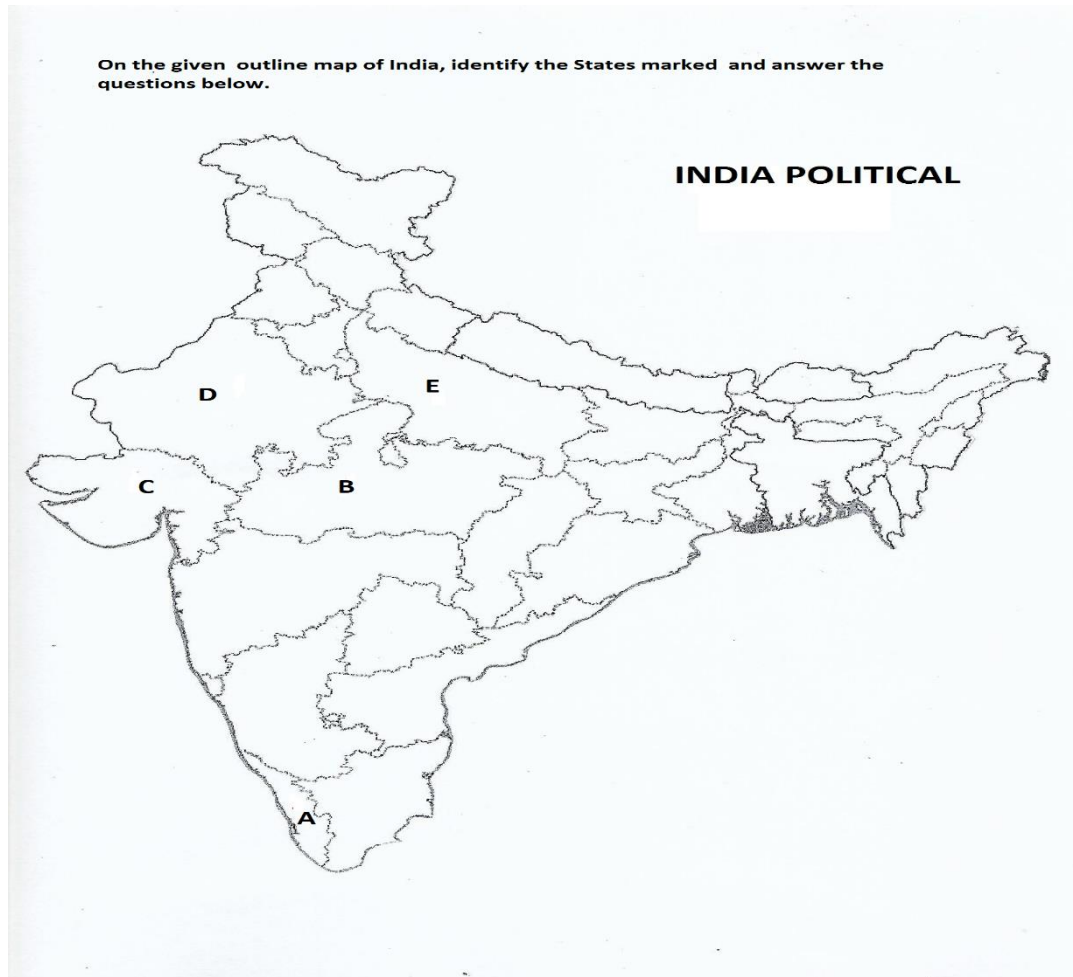 On the given outline map of India, identify the States marked and answer the
questions below.
INDIA POLITICAL
D
E
C
B
A